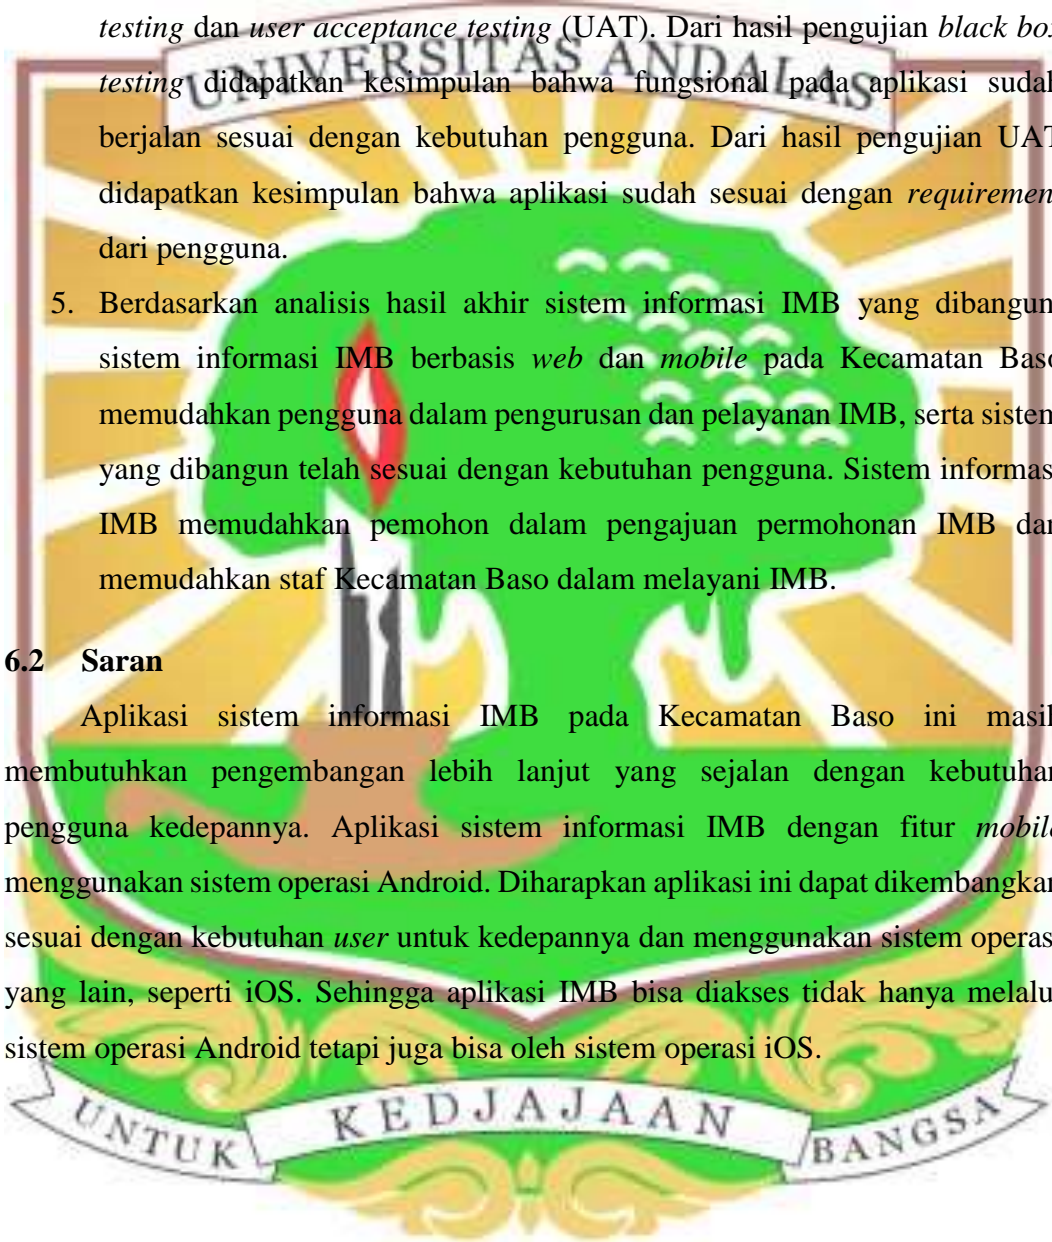 testing dan user acceptance testing (UAT). Dari hasil pengujian black box
UNIVERSITAS ANDALAS
testing didapatkan kesimpulan bahwa fungsional pada aplikasi sudah
berjalan sesuai dengan kebutuhan pengguna. Dari hasil pengujian UAT
didapatkan kesimpulan bahwa aplikasi sudah sesuai dengan requirement
dari pengguna.
5. Berdasarkan analisis hasil akhir sistem informasi IMB yang dibangun
sistem informasi IMB berbasis web dan mobile pada Kecamatan Baso
memudahkan pengguna dalam pengurusan dan pelayanan IMB, serta sistem
yang dibangun telah sesuai dengan kebutuhan pengguna. Sistem informasi
IMB memudahkan pemohon dalam pengajuan permohonan IMB dan
memudahkan staf Kecamatan Baso dalam melayani IMB.
6.2 Saran
Aplikasi sistem informasi IMB pada Kecamatan Baso ini masih
membutuhkan pengembangan lebih lanjut yang sejalan dengan kebutuhan
pengguna kedepannya. Aplikasi sistem informasi IMB dengan fitur mobile
menggunakan sistem operasi Android. Diharapkan aplikasi ini dapat dikembangkan
sesuai dengan kebutuhan user untuk kedepannya dan menggunakan sistem operasi
yang lain, seperti iOS. Sehingga aplikasi IMB bisa diakses tidak hanya melalui
sistem operasi Android tetapi juga bisa oleh sistem operasi iOS.
UNTUK KEDJAJAAN BANGSA